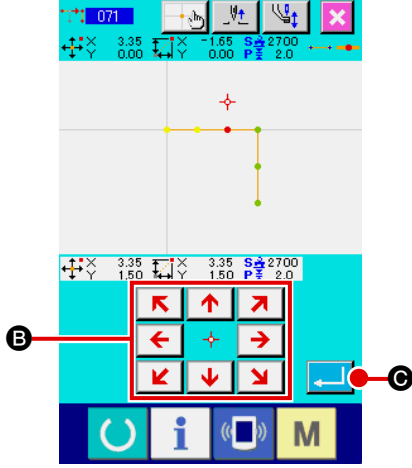 071
X 3.35 X -1.65 S 2700
Y 0.00 Y 0.00 P 2.0
X 3.35 X 3.35 S 2700
Y 1.50 Y 1.50 P 2.0
B
C
i M